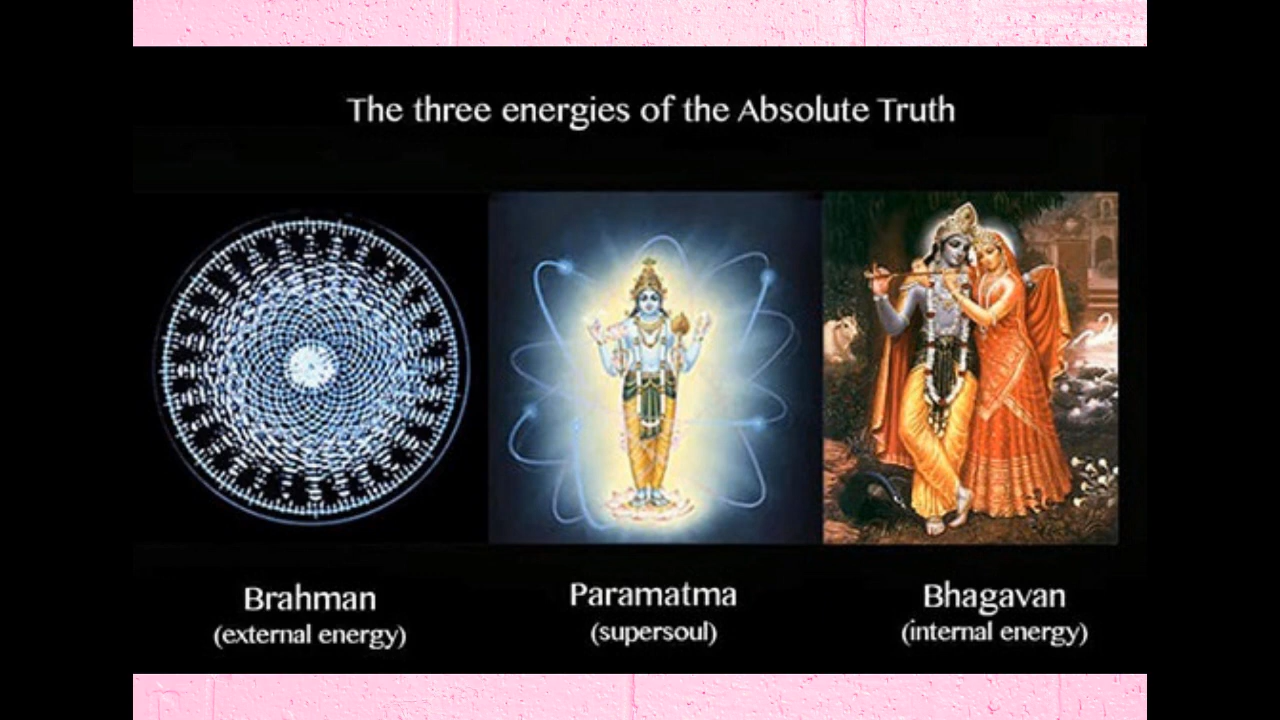 The three energies of the Absolute Truth
Brahman
(external energy)
Paramatma
(supersoul)
Bhagavan
(internal energy)